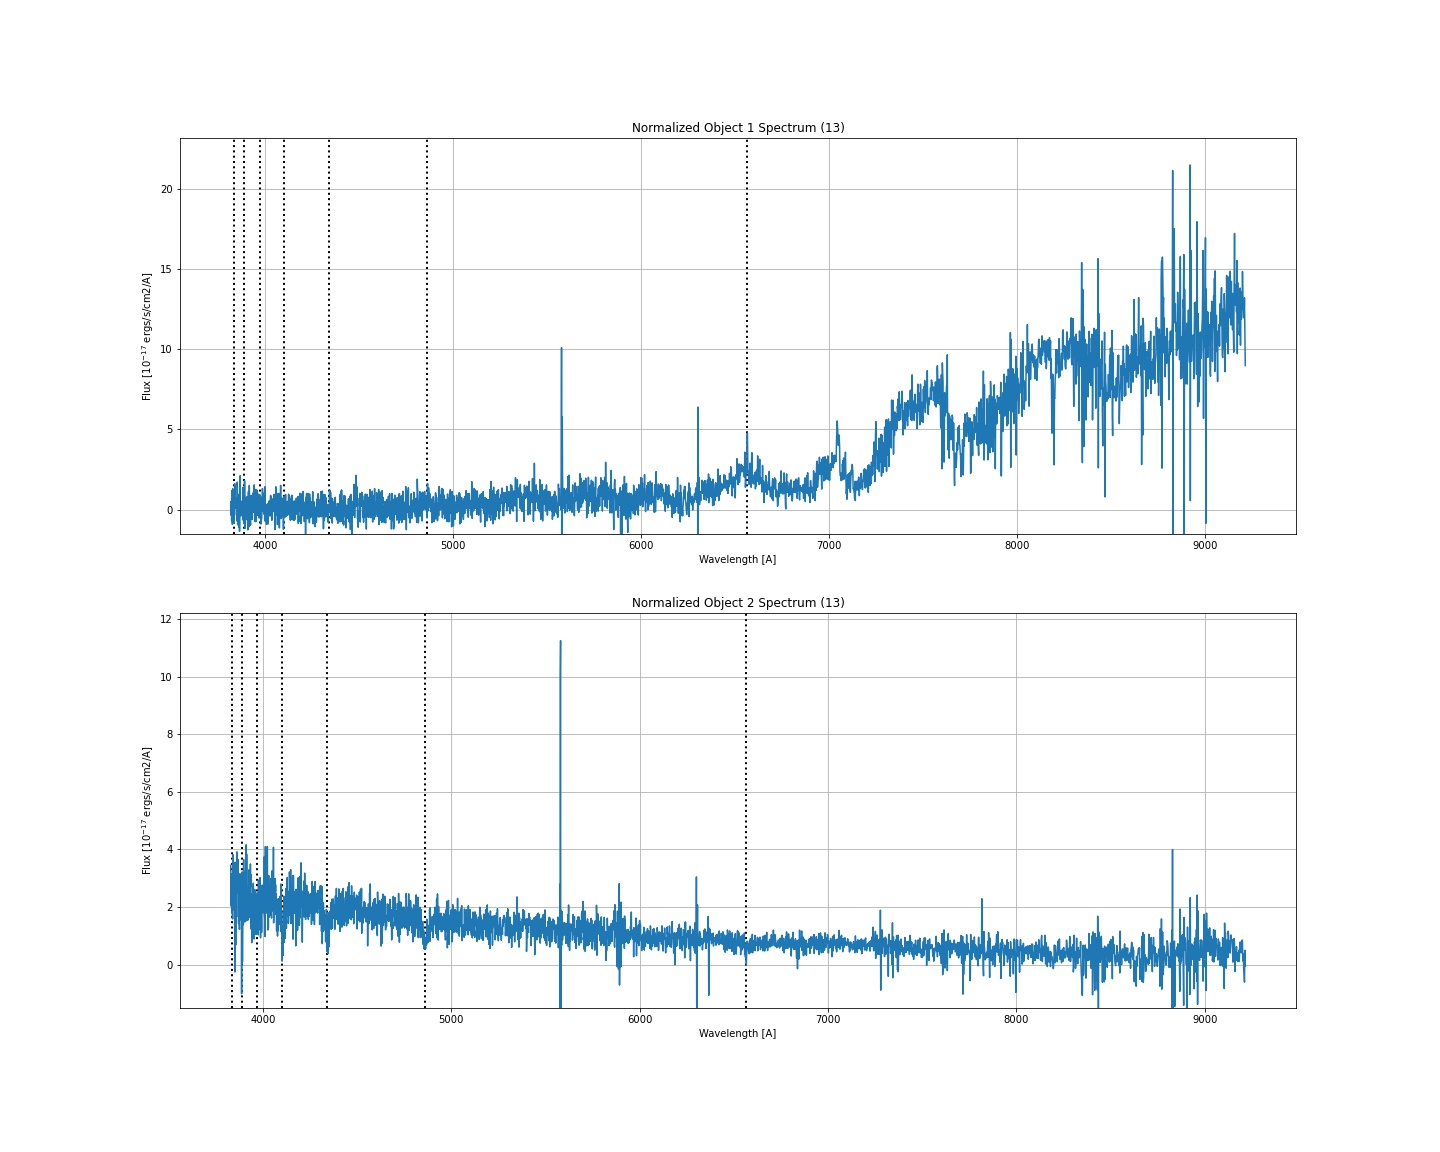 Normalized Object 1 Spectrum (13)
20
15
10
5
0
Flux [10⁻¹⁷ ergs/s/cm2/A]
4000 5000 6000 7000 8000 9000
Wavelength [A]
Normalized Object 2 Spectrum (13)
12
10
8
6
4
2
0
Flux [10⁻¹⁷ ergs/s/cm2/A]
4000 5000 6000 7000 8000 9000
Wavelength [A]